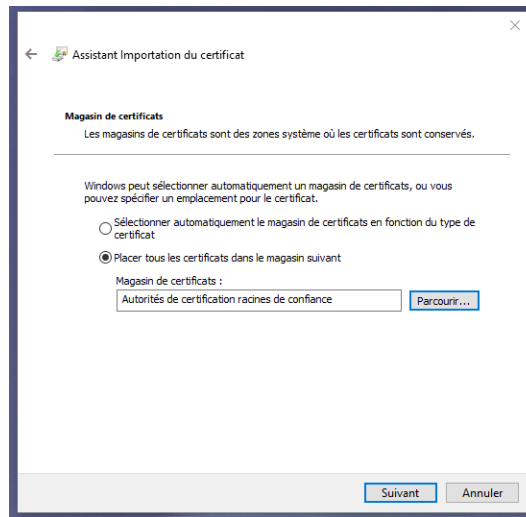 Assistant Importation du certificat
Magasin de certificats
Les magasins de certificats sont des zones système où les certificats sont conservés.
Windows peut sélectionner automatiquement un magasin de certificats, ou vous
pouvez spécifier un emplacement pour le certificat.
Sélectionner automatiquement le magasin de certificats en fonction du type de
certificat
Placer tous les certificats dans le magasin suivant
Magasin de certificats :
Autorités de certification racines de confiance
Parcourir...
Suivant
Annuler